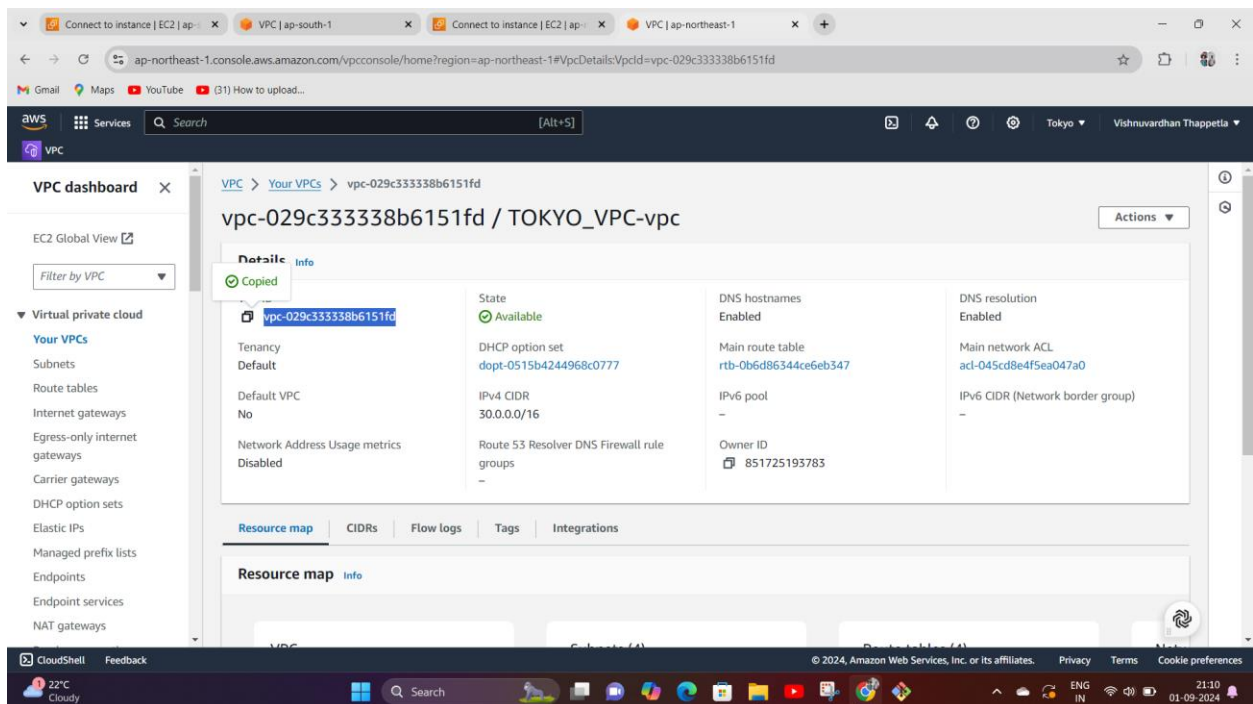 Connect to instance | EC2 | ap-s
VPC | ap-south-1
Connect to instance | EC2 | ap-
VPC | ap-northeast-1
ap-northeast-1.console.aws.amazon.com/vpcconsole/home?region=ap-northeast-1#VpcDetails:VpcId=vpc-029c333338b6151fd
Gmail Maps YouTube (31) How to upload...
aws Services Search [Alt+S] Tokyo ▼ Vishnuvardhan Thappetla ▼
VPC
VPC dashboard
EC2 Global View
Filter by VPC
Virtual private cloud
Your VPCs
Subnets
Route tables
Internet gateways
Egress-only internet
gateways
Carrier gateways
DHCP option sets
Elastic IPs
Managed prefix lists
Endpoints
Endpoint services
NAT gateways
VPC > Your VPCs > vpc-029c333338b6151fd
vpc-029c333338b6151fd / TOKYO_VPC-vpc
Actions ▼
Details Info
Copied
vpc-029c333338b6151fd
State
Available
DNS hostnames
Enabled
DNS resolution
Enabled
Tenancy
Default
DHCP option set
dopt-0515b4244968c0777
Main route table
rtb-0b6d86344ce6eb347
Main network ACL
acl-045cd8e4f5ea047a0
Default VPC
No
IPv4 CIDR
30.0.0.0/16
IPv6 pool
–
IPv6 CIDR (Network border group)
–
Network Address Usage metrics
Disabled
Route 53 Resolver DNS Firewall rule
groups
–
Owner ID
851725193783
Resource map CIDRs Flow logs Tags Integrations
Resource map Info
VPC Subnets (4) Route tables (4)
CloudShell Feedback © 2024, Amazon Web Services, Inc. or its affiliates. Privacy Terms Cookie preferences
1
22°C
Cloudy
Search
ENG
IN
21:10
01-09-2024